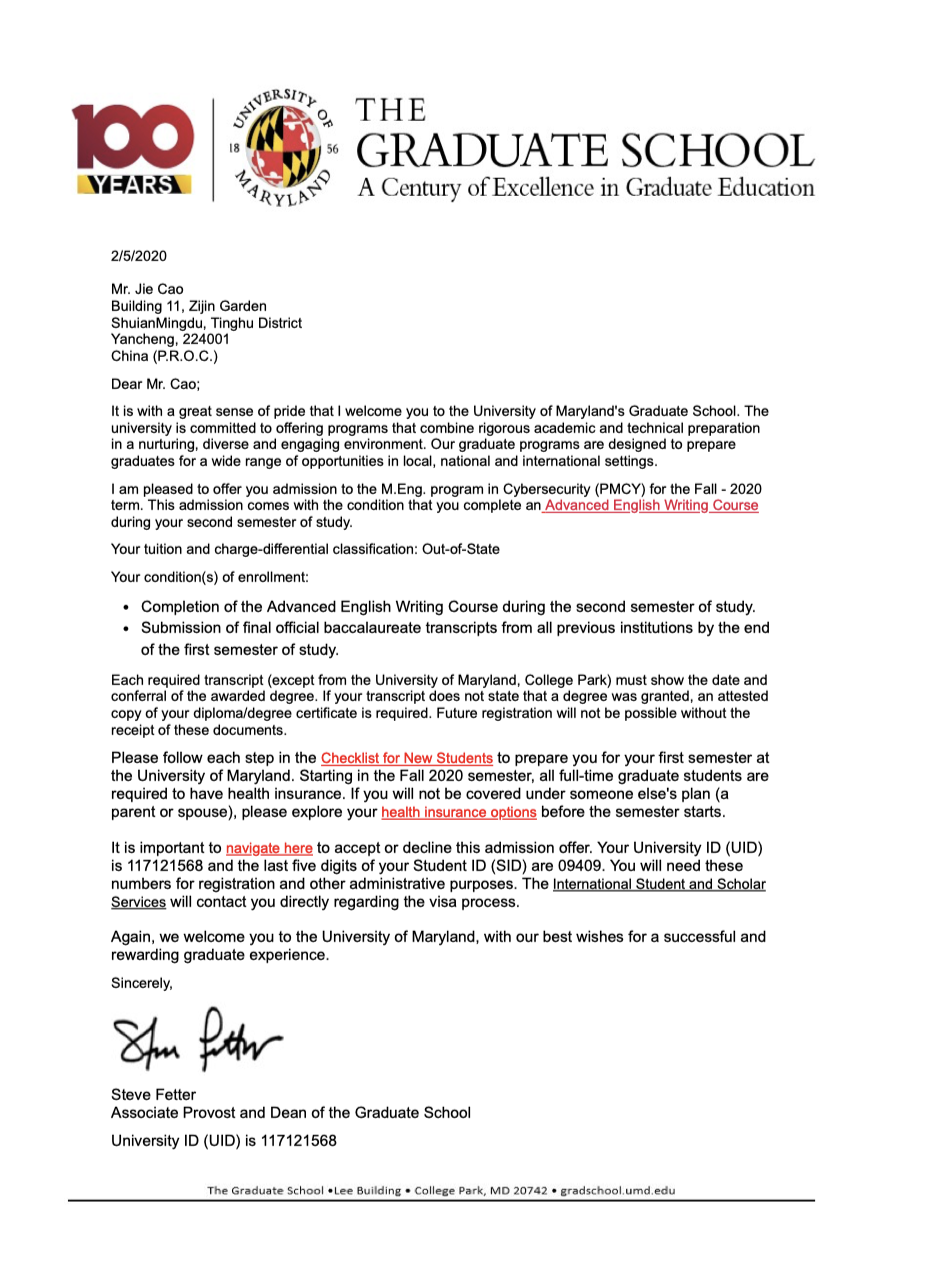 100
YEARS
UNIVERSITY OF
18 56
MARYLAND
THE
GRADUATE SCHOOL
A Century of Excellence in Graduate Education
2/5/2020
Mr. Jie Cao
Building 11, Zijin Garden
ShuianMingdu, Tinghu District
Yancheng, 224001
China (P.R.O.C.)
Dear Mr. Cao;
It is with a great sense of pride that I welcome you to the University of Maryland's Graduate School. The
university is committed to offering programs that combine rigorous academic and technical preparation
in a nurturing, diverse and engaging environment. Our graduate programs are designed to prepare
graduates for a wide range of opportunities in local, national and international settings.
I am pleased to offer you admission to the M.Eng. program in Cybersecurity (PMCY) for the Fall - 2020
term. This admission comes with the condition that you complete an Advanced English Writing Course
during your second semester of study.
Your tuition and charge-differential classification: Out-of-State
Your condition(s) of enrollment:
• Completion of the Advanced English Writing Course during the second semester of study.
• Submission of final official baccalaureate transcripts from all previous institutions by the end
of the first semester of study.
Each required transcript (except from the University of Maryland, College Park) must show the date and
conferral of the awarded degree. If your transcript does not state that a degree was granted, an attested
copy of your diploma/degree certificate is required. Future registration will not be possible without the
receipt of these documents.
Please follow each step in the Checklist for New Students to prepare you for your first semester at
the University of Maryland. Starting in the Fall 2020 semester, all full-time graduate students are
required to have health insurance. If you will not be covered under someone else's plan (a
parent or spouse), please explore your health insurance options before the semester starts.
It is important to navigate here to accept or decline this admission offer. Your University ID (UID)
is 117121568 and the last five digits of your Student ID (SID) are 09409. You will need these
numbers for registration and other administrative purposes. The International Student and Scholar
Services will contact you directly regarding the visa process.
Again, we welcome you to the University of Maryland, with our best wishes for a successful and
rewarding graduate experience.
Sincerely,
Steve Fetter
Steve Fetter
Associate Provost and Dean of the Graduate School
University ID (UID) is 117121568
The Graduate School •Lee Building • College Park, MD 20742 • gradschool.umd.edu